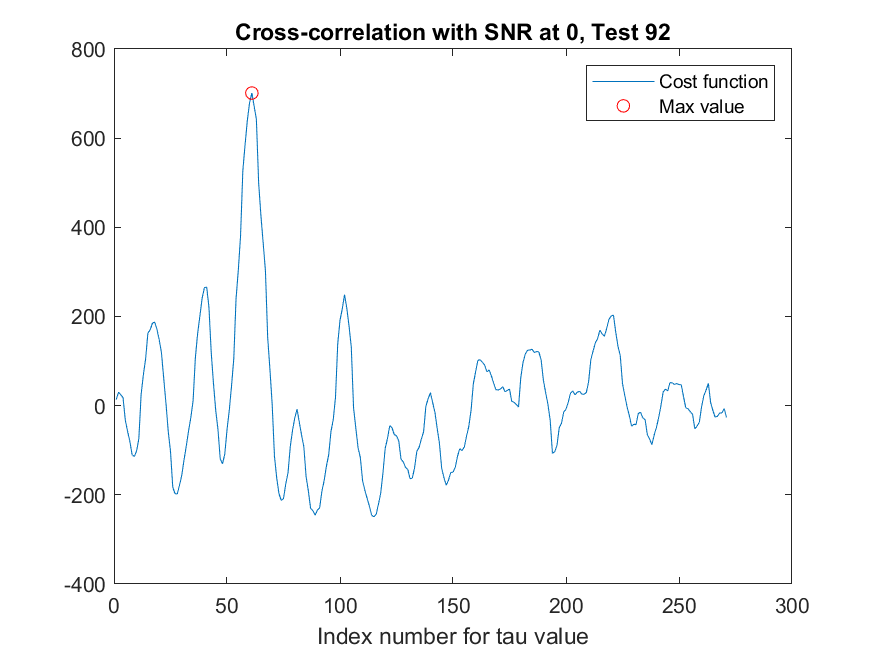 Cross-correlation with SNR at 0, Test 92
800
600
400
200
0
-200
-400
0 50 100 150 200 250 300
Index number for tau value
Cost function
Max value